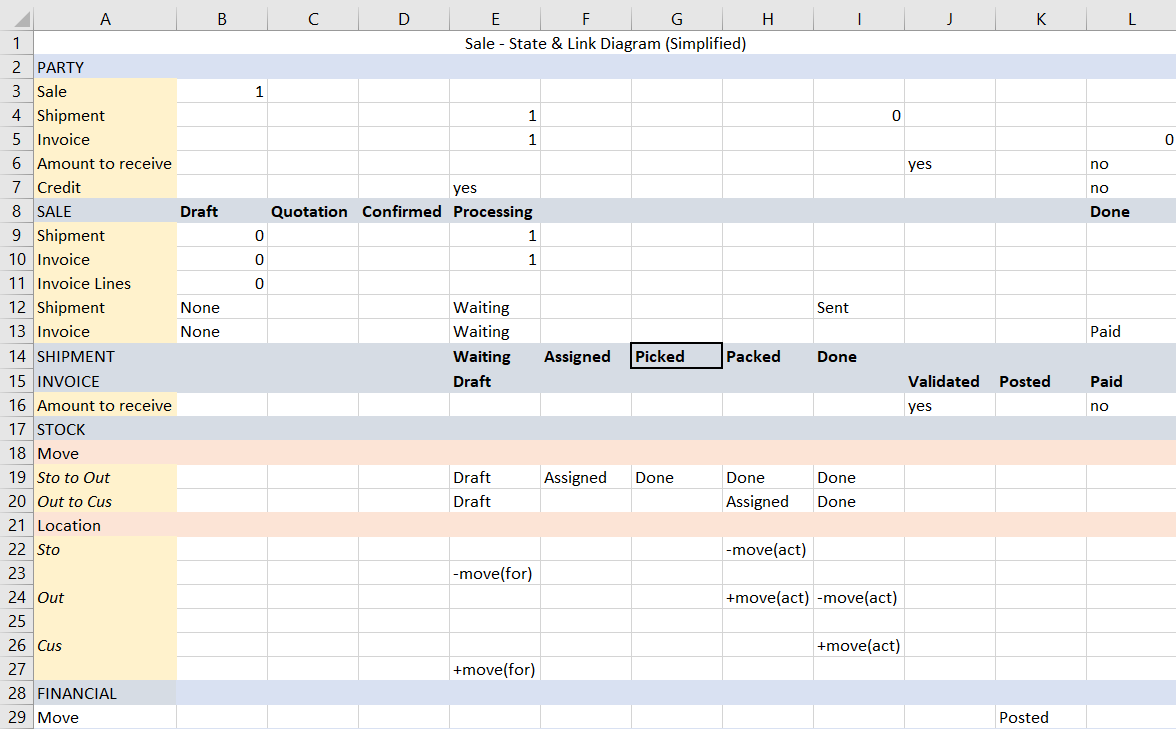 A B C D E F G H I J K L
1 Sale - State & Link Diagram (Simplified)
2 PARTY
3 Sale 1
4 Shipment 1 0
5 Invoice 1 0
6 Amount to receive yes no
7 Credit yes no
8 SALE Draft Quotation Confirmed Processing Done
9 Shipment 0 1
10 Invoice 0 1
11 Invoice Lines 0
12 Shipment None Waiting Sent
13 Invoice None Waiting Paid
14 SHIPMENT Waiting Assigned Picked Packed Done
15 INVOICE Draft Validated Posted Paid
16 Amount to receive yes no
17 STOCK
18 Move
19 Sto to Out Draft Assigned Done Done Done
20 Out to Cus Draft Assigned Done
21 Location
22 Sto -move(act)
23 -move(for)
24 Out +move(act) -move(act)
25
26 Cus +move(act)
27 +move(for)
28 FINANCIAL
29 Move Posted